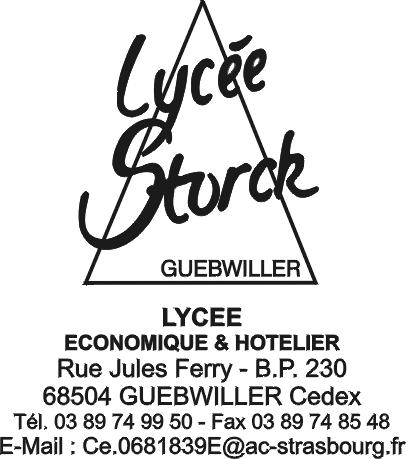 Lycée
Storck
GUEBWILLER
LYCEE
ECONOMIQUE & HOTELIER
Rue Jules Ferry - B.P. 230
68504 GUEBWILLER Cedex
Tél. 03 89 74 99 50 - Fax 03 89 74 85 48
E-Mail : Ce.0681839E@ac-strasbourg.fr